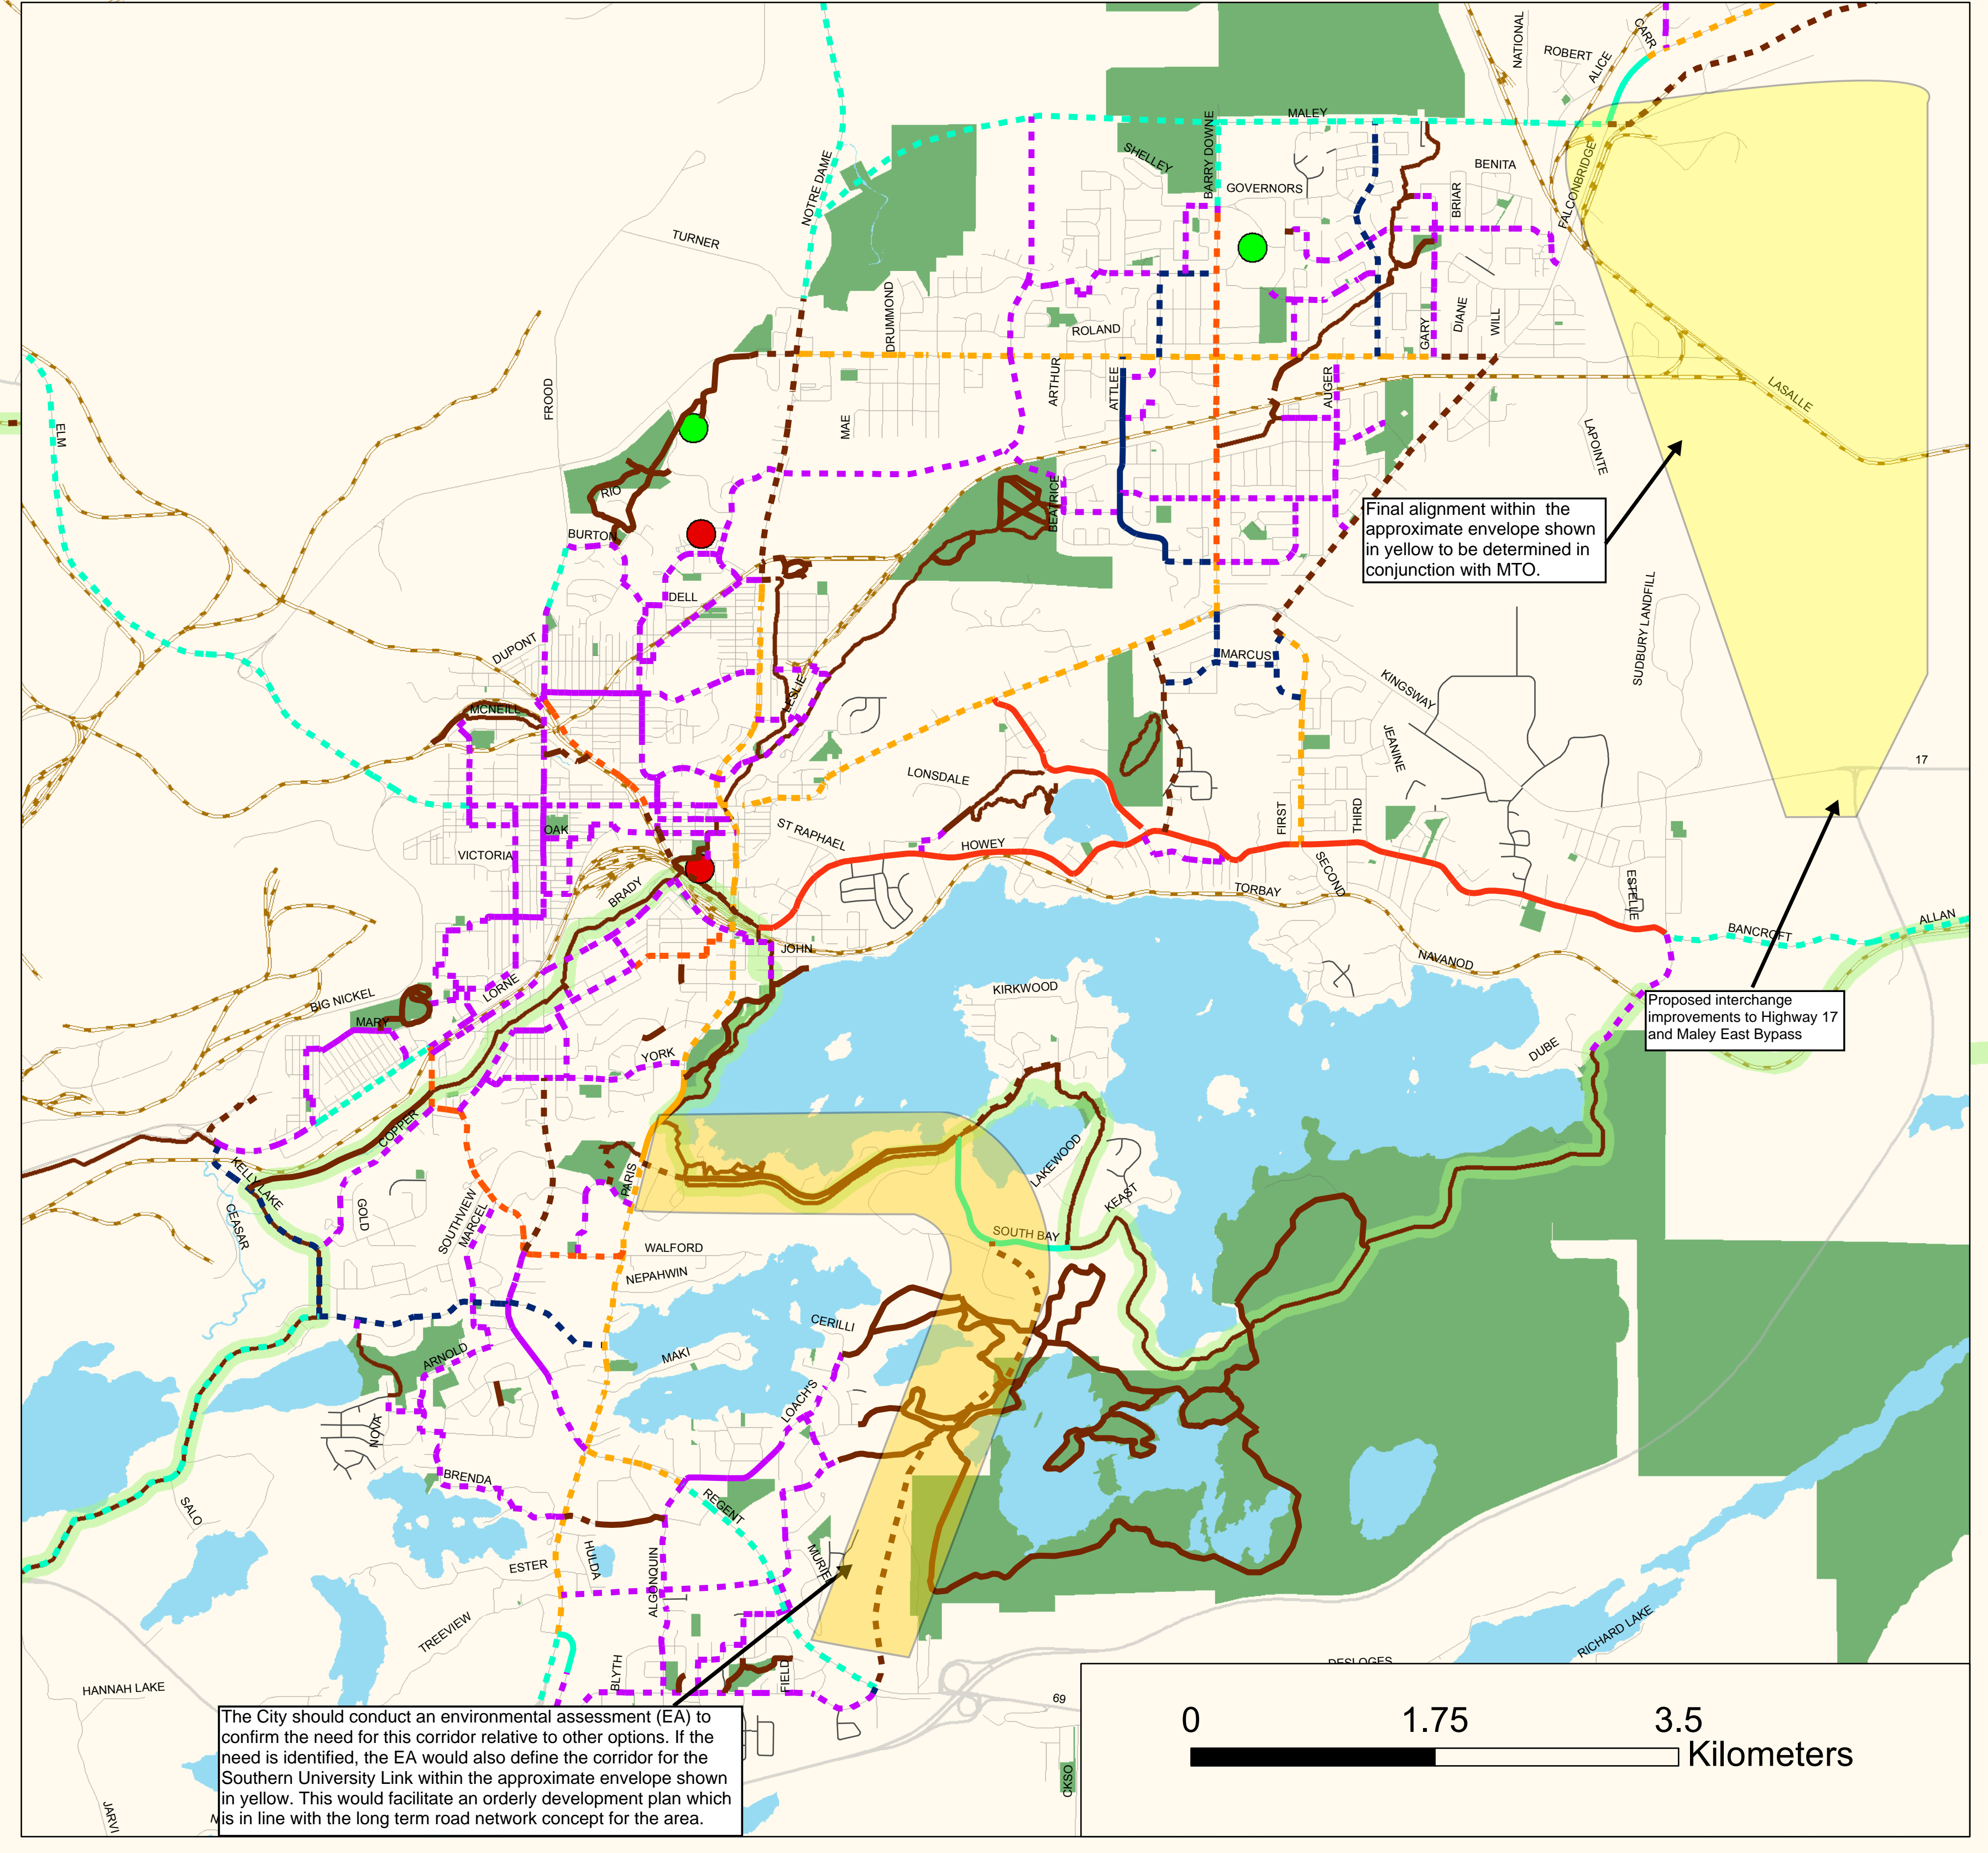 NATIONAL
ROBERT
ALICE
CARR
MALEY
BARRY DOWNE
SHELLEY
GOVERNORS
BENITA
BRIAR
FALCONBRIDGE
NOTRE DAME
TURNER
DRUMMOND
ROLAND
GARY
DIANE
WILL
FROOD
ELM
MAE
ARTHUR
ATTLEE
AUGER
LASALLE
LAPOINTE
RIO
BURTON
BEATRICE
Final alignment within the
approximate envelope shown
in yellow to be determined in
conjunction with MTO.
DELL
DUPONT
MARCUS
SUDBURY LANDFILL
KINGSWAY
LESLIE
MCNEILL
JEANINE
17
LONSDALE
OAK
ST RAPHAEL
HOWEY
FIRST
THIRD
VICTORIA
SECOND
BRADY
TORBAY
ESTELLE
BANCROFT
ALLAN
JOHN
NAVANOD
BIG NICKEL
LORNE
MARY
KIRKWOOD
Proposed interchange
improvements to Highway 17
and Maley East Bypass
YORK
DUBE
COPPER
KELLY LAKE
PARIS
LAKEWOOD
KEAST
CEASAR
GOLD
SOUTHVIEW
MARCEL
SOUTH BAY
WALFORD
NEPAHWIN
CERILLI
MAKI
ARNOLD
LOACH'S
NOVA
BRENDA
REGENT
SALO
ESTER
HULDA
ALGONQUIN
MURIEL
TREEVIEW
BLYTH
FIELD
RICHARD LAKE
DESLOGES
HANNAH LAKE
69
The City should conduct an environmental assessment (EA) to
confirm the need for this corridor relative to other options. If the
need is identified, the EA would also define the corridor for the
Southern University Link within the approximate envelope shown
in yellow. This would facilitate an orderly development plan which
is in line with the long term road network concept for the area.
JARVI
CKSO
0 1.75 3.5
Kilometers